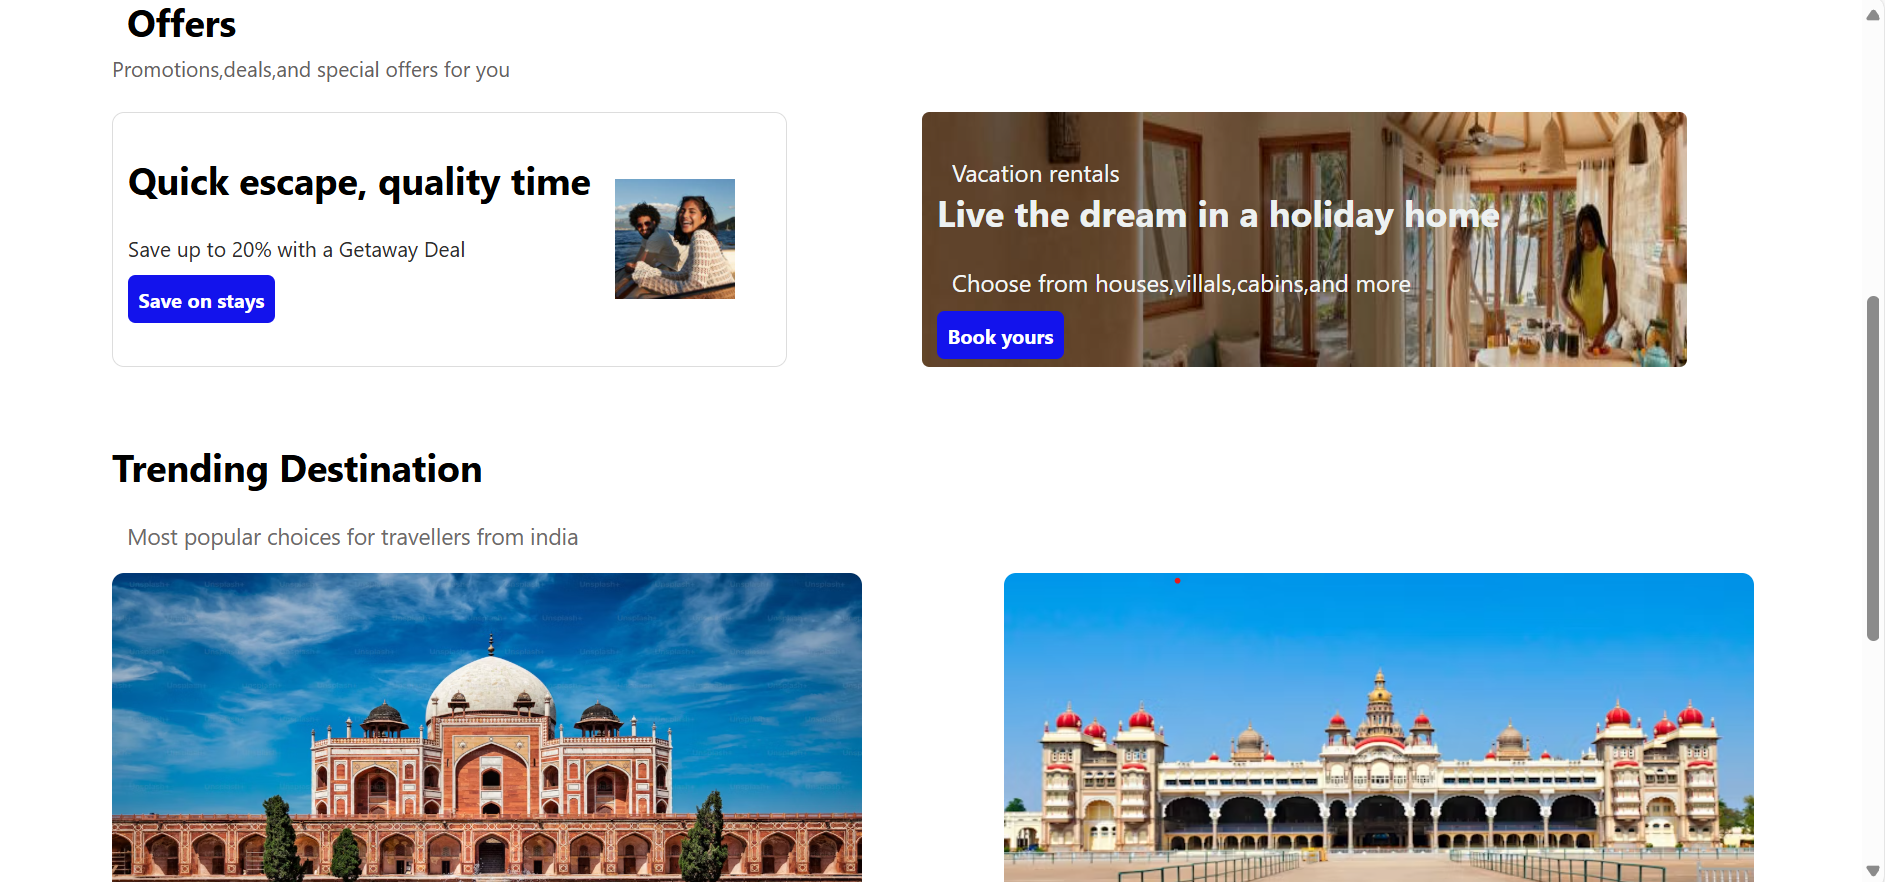 Offers
Promotions,deals,and special offers for you
Quick escape, quality time
Save up to 20% with a Getaway Deal
Save on stays
Vacation rentals
Live the dream in a holiday home
Choose from houses,villals,cabins,and more
Book yours
Trending Destination
Most popular choices for travellers from india
Unsplash+